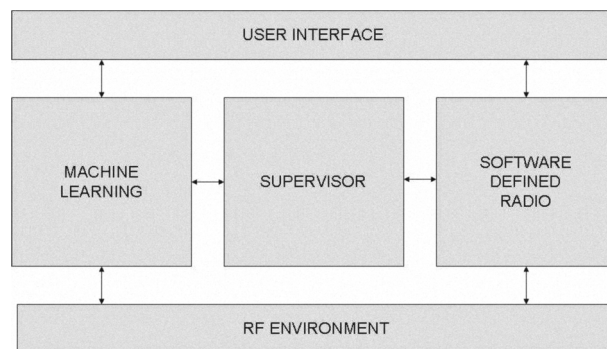 USER INTERFACE
MACHINE
LEARNING
SUPERVISOR
SOFTWARE
DEFINED
RADIO
RF ENVIRONMENT